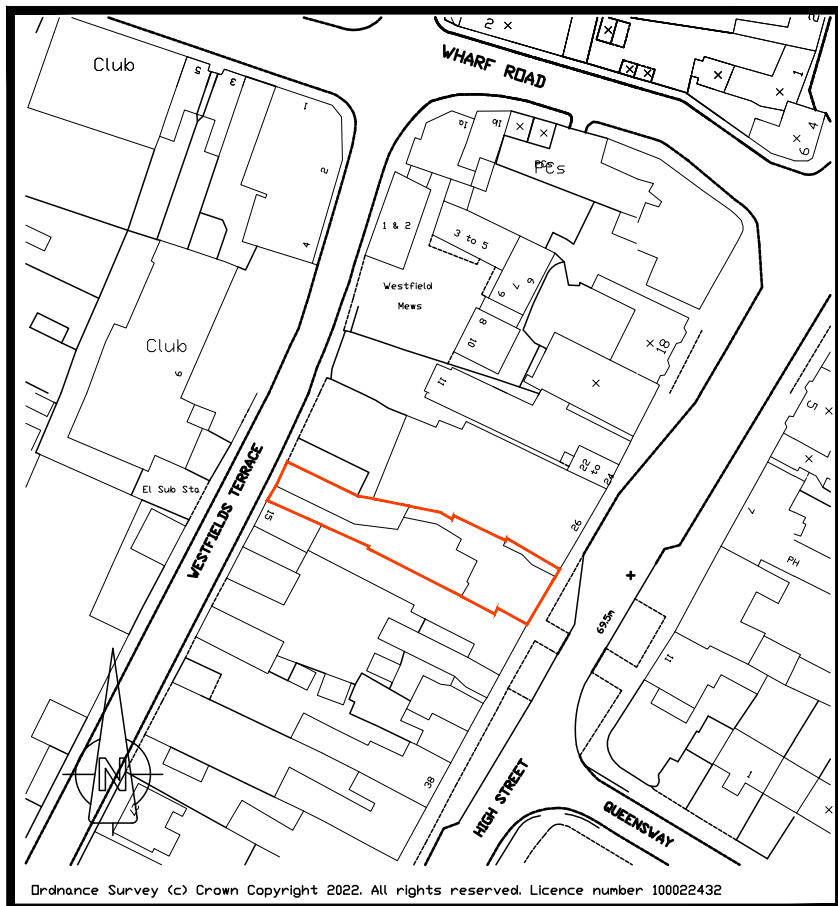 2
WHARF ROAD
Club
5
3
1
2
4
1a
1b
PCs
1
4
6
1 & 2
3 to 5
Westfield
Mews
6
7
9
8
10
11
18
5
Club
9
22
to
24
26
El Sub Sta
15
WESTFIELDS TERRACE
7
PH
69.5m
11
1
38
N
HIGH STREET
QUEENSWAY
Ordnance Survey (c) Crown Copyright 2022. All rights reserved. Licence number 100022432